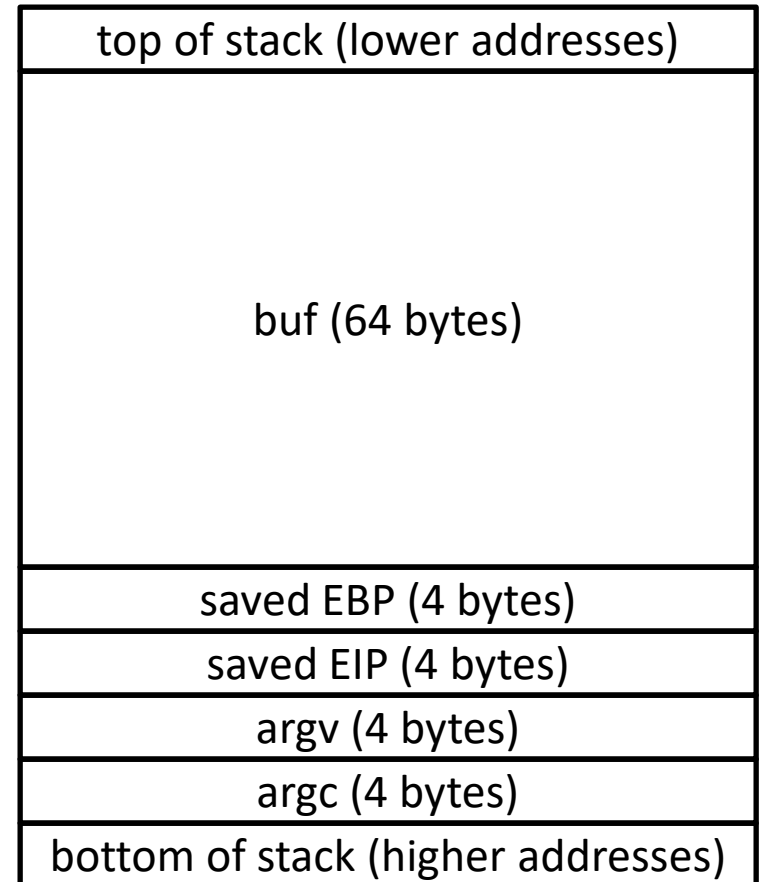 top of stack (lower addresses)
buf (64 bytes)
saved EBP (4 bytes)
saved EIP (4 bytes)
argv (4 bytes)
argc (4 bytes)
bottom of stack (higher addresses)